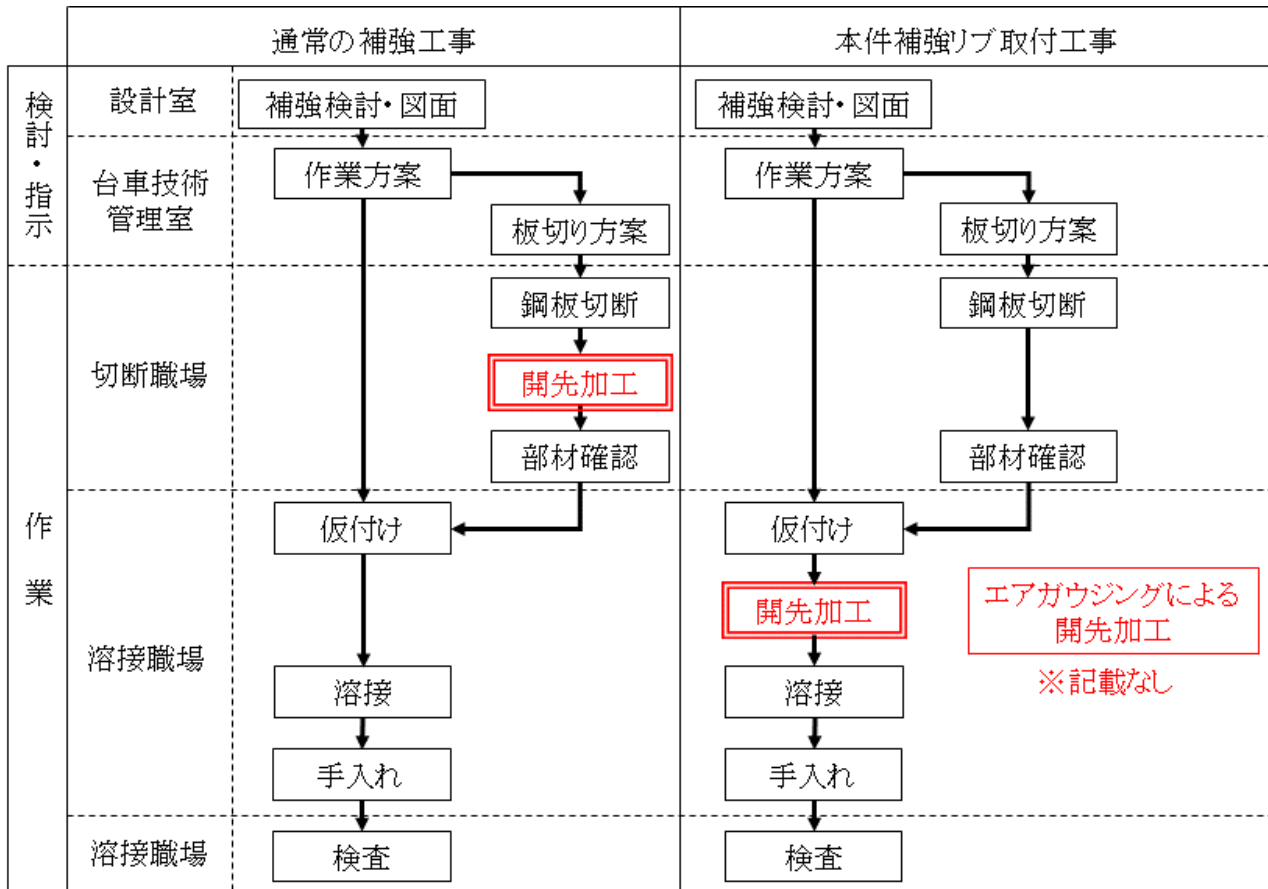 通常の補強工事
本件補強リブ取付工事
検討・指示
設計室
補強検討・図面
補強検討・図面
台車技術
管理室
作業方案
作業方案
板切り方案
板切り方案
作業
切断職場
鋼板切断
鋼板切断
開先加工
部材確認
部材確認
溶接職場
仮付け
仮付け
開先加工
エアガウジングによる
開先加工
※記載なし
溶接
溶接
手入れ
手入れ
溶接職場
検査
検査